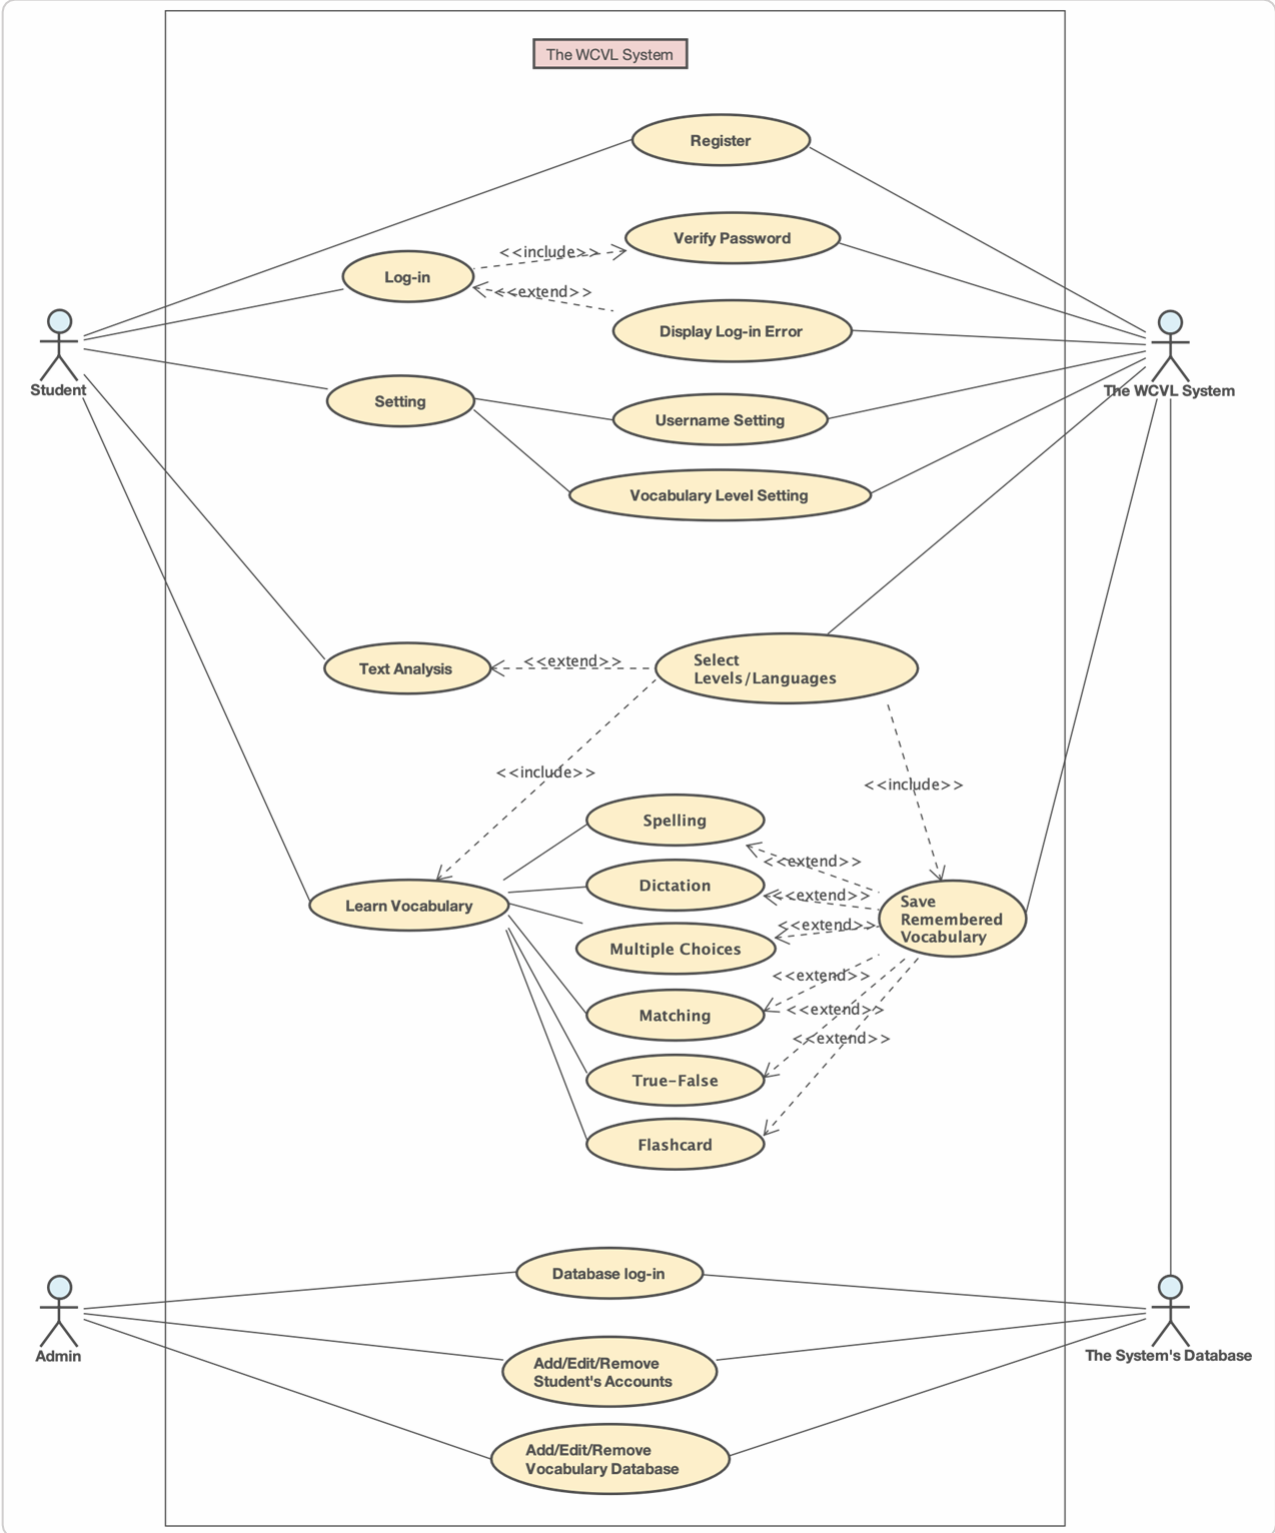 The WCVL System
Register
Verify Password
<<include>>
Log-in
<<extend>>
Display Log-in Error
Student
The WCVL System
Setting
Username Setting
Vocabulary Level Setting
Text Analysis
<<extend>>
Select
Levels/Languages
<<include>>
<<include>>
Spelling
<<extend>>
Dictation
<<extend>>
Learn Vocabulary
Save
Remembered
Vocabulary
<<extend>>
Multiple Choices
<<extend>>
Matching
<<extend>>
<<extend>>
True-False
Flashcard
Database log-in
Admin
The System's Database
Add/Edit/Remove
Student's Accounts
Add/Edit/Remove
Vocabulary Database